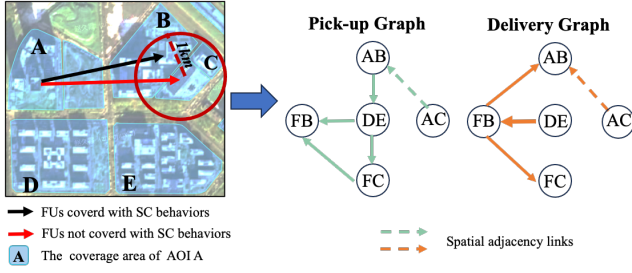 A
B
C
1km
D
E
FUs coverd with SC behaviors
FUs not coverd with SC behaviors
A The coverage area of AOI A
Pick-up Graph
AB
FB
DE
AC
FC
Delivery Graph
AB
FB
DE
AC
FC
Spatial adjacency links